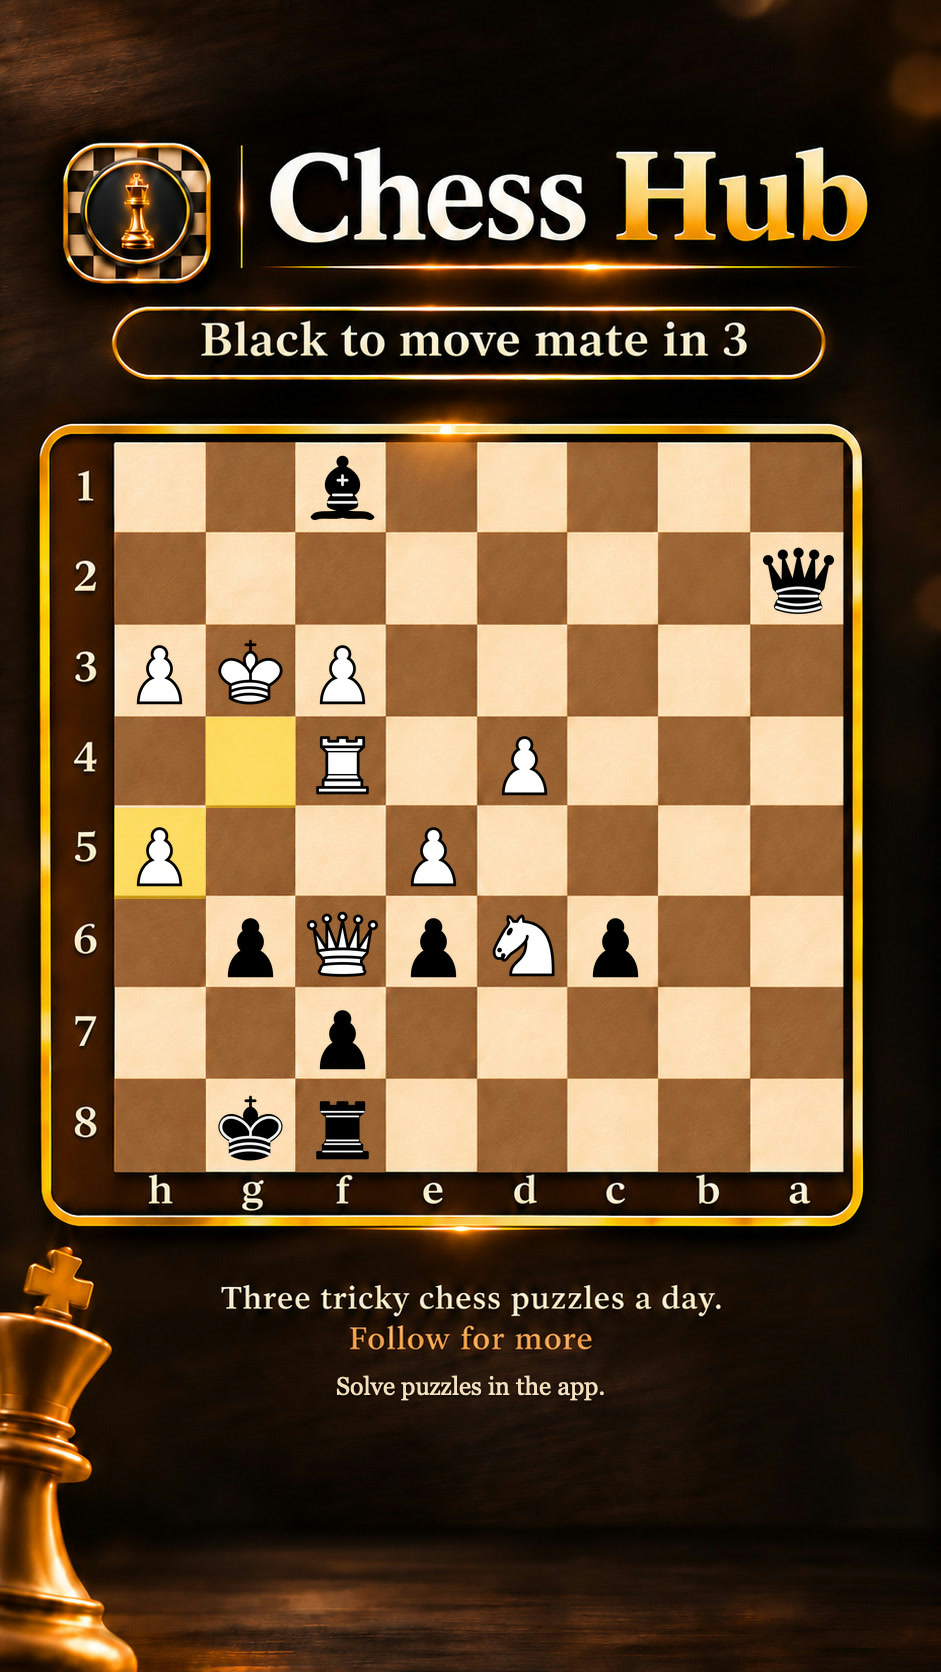 Chess Hub
Black to move mate in 3
1
2
3
4
5
6
7
8
h g f e d c b a
Three tricky chess puzzles a day.
Follow for more
Solve puzzles in the app.